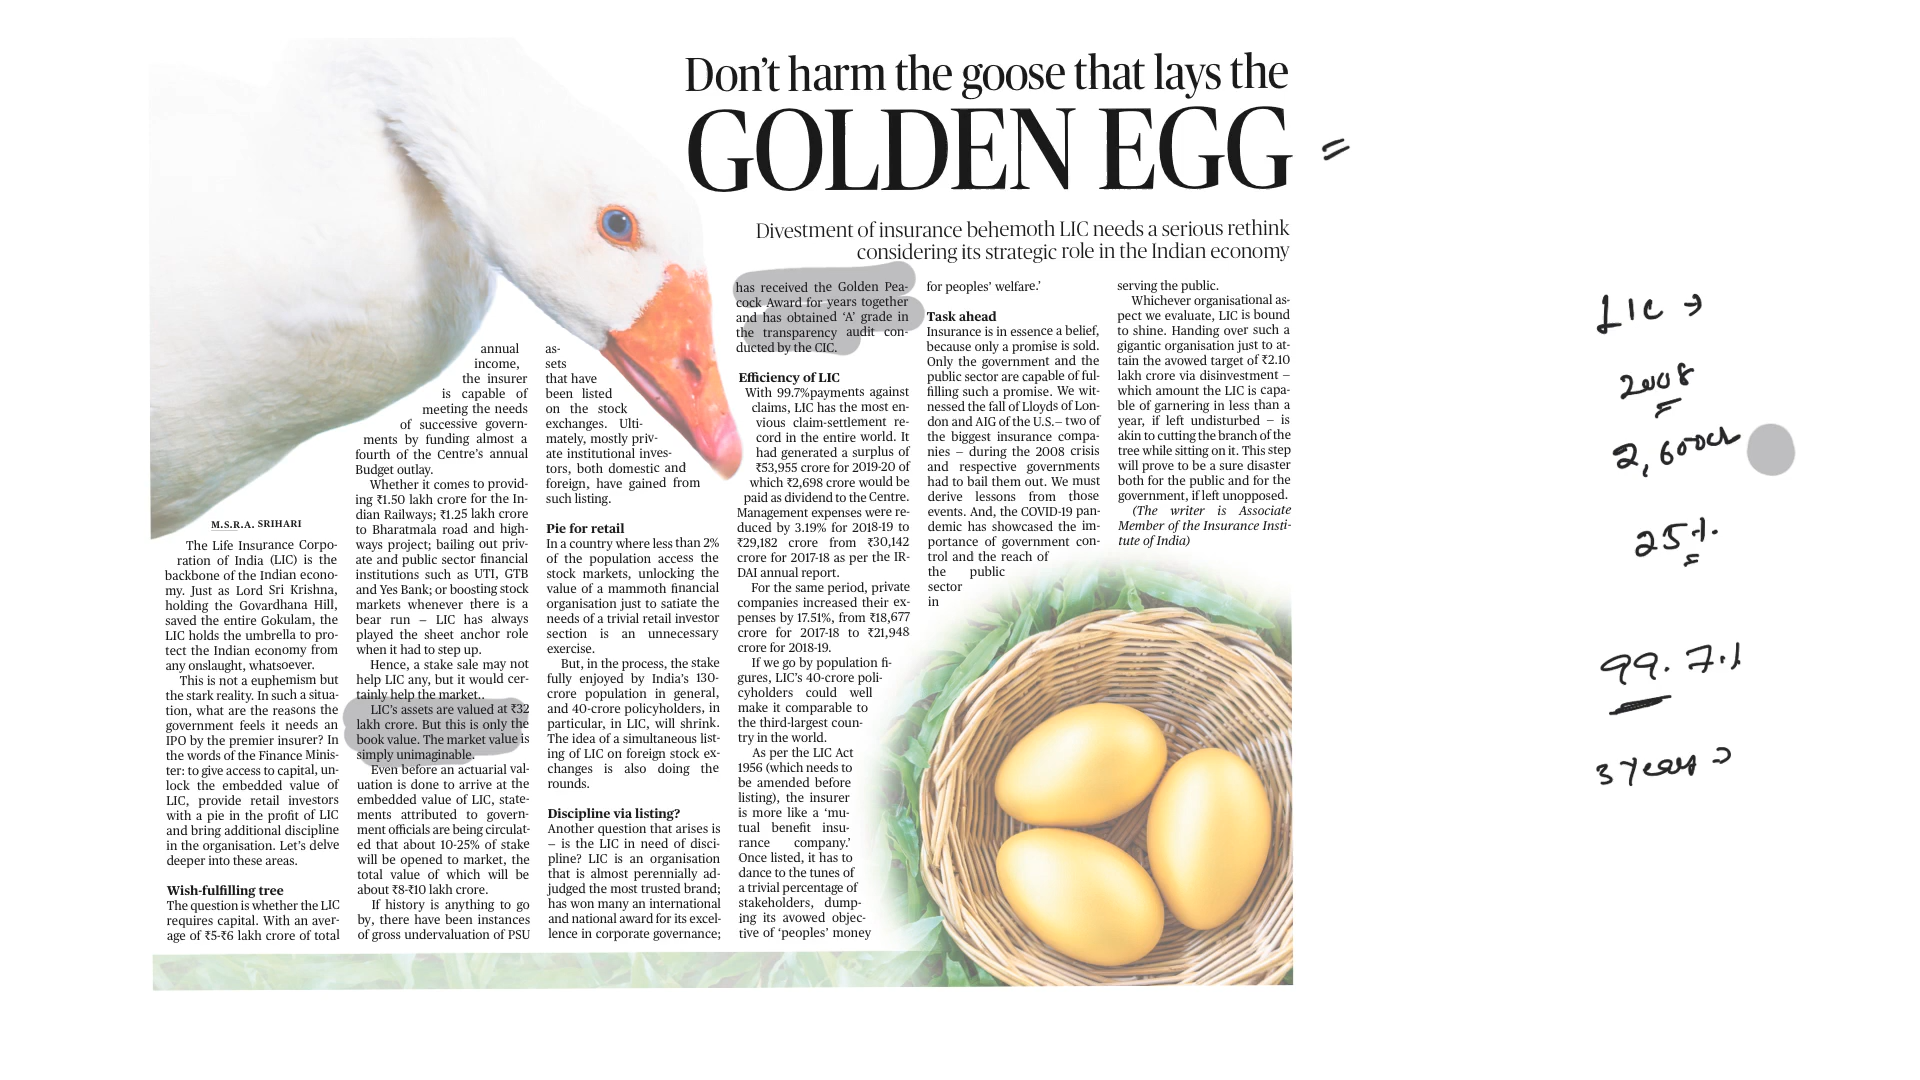 Don't harm the goose that lays the
GOLDEN EGG
=
Divestment of insurance behemoth LIC needs a serious rethink
considering its strategic role in the Indian economy
M.S.R.A. SRIHARI
The Life Insurance Corpo-
ration of India (LIC) is the
backbone of the Indian econo-
my. Just as Lord Sri Krishna,
holding the Govardhana Hill,
saved the entire Gokulam, the
LIC holds the umbrella to pro-
tect the Indian economy from
any onslaught, whatsoever.
This is not a euphemism but
the stark reality. In such a situa-
tion, what are the reasons the
government feels it needs an
IPO by the premier insurer? In
the words of the Finance Minis-
ter: to give access to capital, un-
lock the embedded value of
LIC, provide retail investors
with a pie in the profit of LIC
and bring additional discipline
in the organisation. Let's delve
deeper into these areas.
Wish-fulfilling tree
The question is whether the LIC
requires capital. With an aver-
age of ₹5-₹6 lakh crore of total
annual
income,
the insurer
is capable of
meeting the needs
of successive govern-
ments by funding almost a
fourth of the Centre's annual
Budget outlay.
Whether it comes to provid-
ing ₹1.50 lakh crore for the In-
dian Railways; ₹1.25 lakh crore
to Bharatmala road and high-
ways project; bailing out priv-
ate and public sector financial
institutions such as UTI, GTB
and Yes Bank; or boosting stock
markets whenever there is a
bear run – LIC has always
played the sheet anchor role
when it had to step up.
Hence, a stake sale may not
help LIC any, but it would cer-
tainly help the market..
LIC's assets are valued at ₹32
lakh crore. But this is only the
book value. The market value is
simply unimaginable.
Even before an actuarial val-
uation is done to arrive at the
embedded value of LIC, state-
ments attributed to govern-
ment officials are being circulat-
ed that about 10-25% of stake
will be opened to market, the
total value of which will be
about ₹8-₹10 lakh crore.
If history is anything to go
by, there have been instances
of gross undervaluation of PSU
as-
sets
that have
been listed
on the stock
exchanges. Ulti-
mately, mostly priv-
ate institutional inves-
tors, both domestic and
foreign, have gained from
such listing.
Pie for retail
In a country where less than 2%
of the population access the
stock markets, unlocking the
value of a mammoth financial
organisation just to satiate the
needs of a trivial retail investor
section is an unnecessary
exercise.
But, in the process, the stake
fully enjoyed by India's 130-
crore population in general,
and 40-crore policyholders, in
particular, in LIC, will shrink.
The idea of a simultaneous list-
ing of LIC on foreign stock ex-
changes is also doing the
rounds.
Discipline via listing?
Another question that arises is
– is the LIC in need of disci-
pline? LIC is an organisation
that is almost perennially ad-
judged the most trusted brand;
has won many an international
and national award for its excel-
lence in corporate governance;
has received the Golden Pea-
cock Award for years together
and has obtained 'A' grade in
the transparency audit con-
ducted by the CIC.
Efficiency of LIC
With 99.7%payments against
claims, LIC has the most en-
vious claim-settlement re-
cord in the entire world. It
had generated a surplus of
₹53,955 crore for 2019-20 of
which ₹2,698 crore would be
paid as dividend to the Centre.
Management expenses were re-
duced by 3.19% for 2018-19 to
₹29,182 crore from ₹30,142
crore for 2017-18 as per the IR-
DAI annual report.
For the same period, private
companies increased their ex-
penses by 17.51%, from ₹18,677
crore for 2017-18 to ₹21,948
crore for 2018-19.
If we go by population fi-
gures, LIC's 40-crore poli-
cyholders could well
make it comparable to
the third-largest coun-
try in the world.
As per the LIC Act
1956 (which needs to
be amended before
listing), the insurer
is more like a 'mu-
tual benefit insu-
rance company.'
Once listed, it has to
dance to the tunes of
a trivial percentage of
stakeholders, dump-
ing its avowed objec-
tive of 'peoples' money
for peoples' welfare.'
Task ahead
Insurance is in essence a belief,
because only a promise is sold.
Only the government and the
public sector are capable of ful-
filling such a promise. We wit-
nessed the fall of Lloyds of Lon-
don and AIG of the U.S.– two of
the biggest insurance compa-
nies – during the 2008 crisis
and respective governments
had to bail them out. We must
derive lessons from those
events. And, the COVID-19 pan-
demic has showcased the im-
portance of government con-
trol and the reach of
the public
sector
in
serving the public.
Whichever organisational as-
pect we evaluate, LIC is bound
to shine. Handing over such a
gigantic organisation just to at-
tain the avowed target of ₹2.10
lakh crore via disinvestment –
which amount the LIC is capa-
ble of garnering in less than a
year, if left undisturbed – is
akin to cutting the branch of the
tree while sitting on it. This step
will prove to be a sure disaster
both for the public and for the
government, if left unopposed.
(The writer is Associate
Member of the Insurance Insti-
tute of India)
LIC →
2008
2,600cr
25%.
99.7%
3 Years →